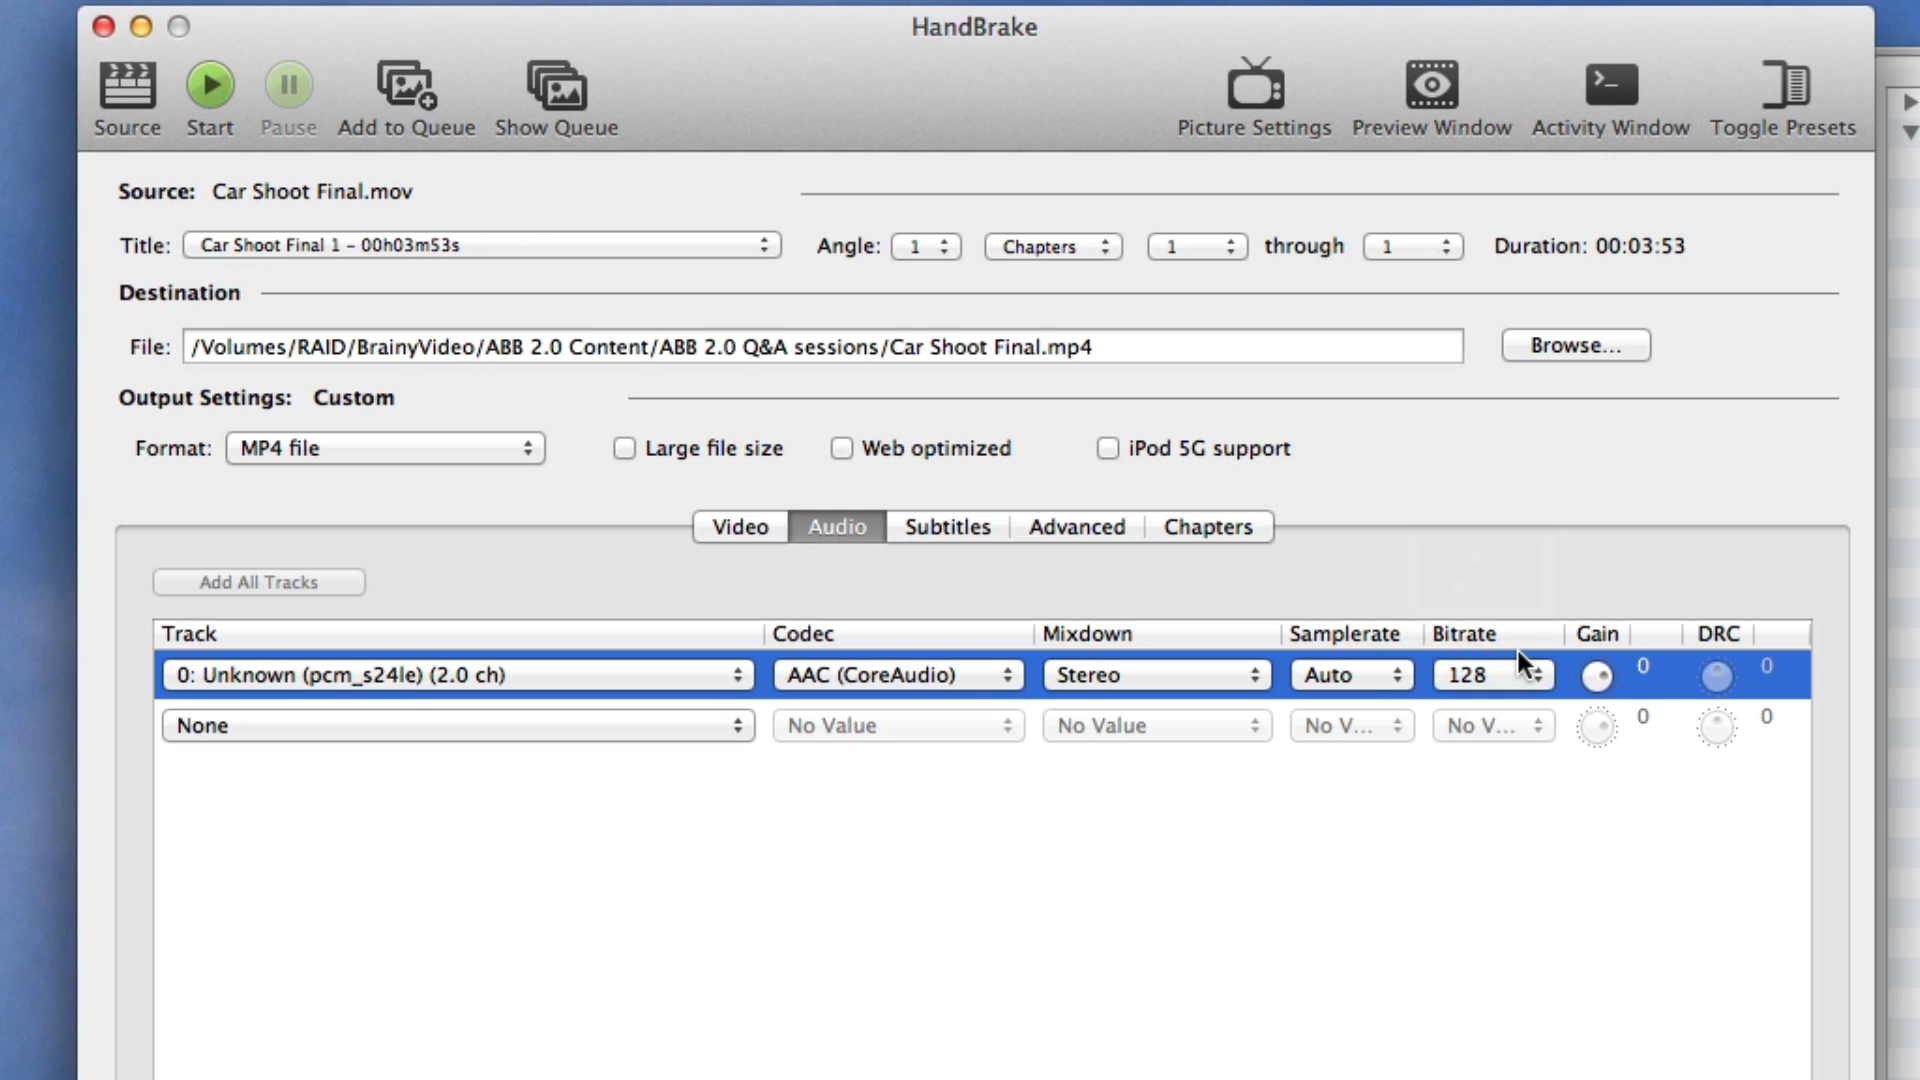 HandBrake
Source Start Pause Add to Queue Show Queue Picture Settings Preview Window Activity Window Toggle Presets
Source: Car Shoot Final.mov
Title: Car Shoot Final 1 - 00h03m53s Angle: 1 Chapters 1 through 1 Duration: 00:03:53
Destination
File: /Volumes/RAID/BrainyVideo/ABB 2.0 Content/ABB 2.0 Q&A sessions/Car Shoot Final.mp4 Browse...
Output Settings: Custom
Format: MP4 file Large file size Web optimized iPod 5G support
Video Audio Subtitles Advanced Chapters
Add All Tracks
Track Codec Mixdown Samplerate Bitrate Gain DRC
0: Unknown (pcm_s24le) (2.0 ch) AAC (CoreAudio) Stereo Auto 128 0 0
None No Value No Value No V... No V... 0 0